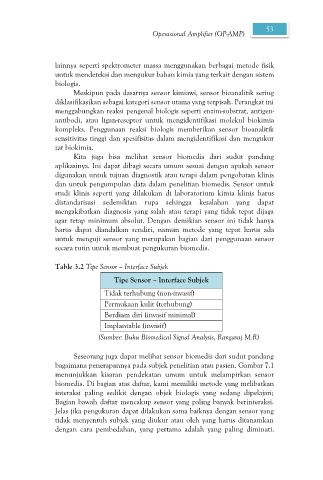 Operasional Amplifier (OP-AMP) 53
lainnya seperti spektrometer massa menggunakan berbagai metode fisik
untuk mendeteksi dan mengukur bahan kimia yang terkait dengan sistem
biologis.
Meskipun pada dasarnya sensor kimiawi, sensor bioanalitik sering
diklasifikasikan sebagai kategori sensor utama yang terpisah. Perangkat ini
menggabungkan reaksi pengenal biologis seperti enzim-substrat, antigen-
antibodi, atau ligan-reseptor untuk mengidentifikasi molekul biokimia
kompleks. Penggunaan reaksi biologis memberikan sensor bioanalitik
sensitivitas tinggi dan spesifisitas dalam mengidentifikasi dan mengukur
zat biokimia.
Kita juga bisa melihat sensor biomedis dari sudut pandang
aplikasinya. Ini dapat dibagi secara umum sesuai dengan apakah sensor
digunakan untuk tujuan diagnostik atau terapi dalam pengobatan klinis
dan untuk pengumpulan data dalam penelitian biomedis. Sensor untuk
studi klinis seperti yang dilakukan di laboratorium kimia klinis harus
distandarisasi sedemikian rupa sehingga kesalahan yang dapat
mengakibatkan diagnosis yang salah atau terapi yang tidak tepat dijaga
agar tetap minimum absolut. Dengan demikian sensor ini tidak hanya
harus dapat diandalkan sendiri, namun metode yang tepat harus ada
untuk menguji sensor yang merupakan bagian dari penggunaan sensor
secara rutin untuk membuat pengukuran biomedis.
Table 3.2 Tipe Sensor – Interface Subjek
Tipe Sensor – Interface Subjek
Tidak terhubung (non-invasif)
Permukaan kulit (terhubung)
Berdiam diri (invasif minimal)
Implantable (invasif)
(Sumber: Buku Biomedical Signal Analysis, Rangaraj M.R)
Seseorang juga dapat melihat sensor biomedis dari sudut pandang
bagaimana penerapannya pada subjek penelitian atau pasien. Gambar 7.1
menunjukkan kisaran pendekatan umum untuk melampirkan sensor
biomedis. Di bagian atas daftar, kami memiliki metode yang melibatkan
interaksi paling sedikit dengan objek biologis yang sedang dipelajari;
Bagian bawah daftar mencakup sensor yang paling banyak berinteraksi.
Jelas jika pengukuran dapat dilakukan sama baiknya dengan sensor yang
tidak menyentuh subjek yang diukur atau oleh yang harus ditanamkan
dengan cara pembedahan, yang pertama adalah yang paling diminati.